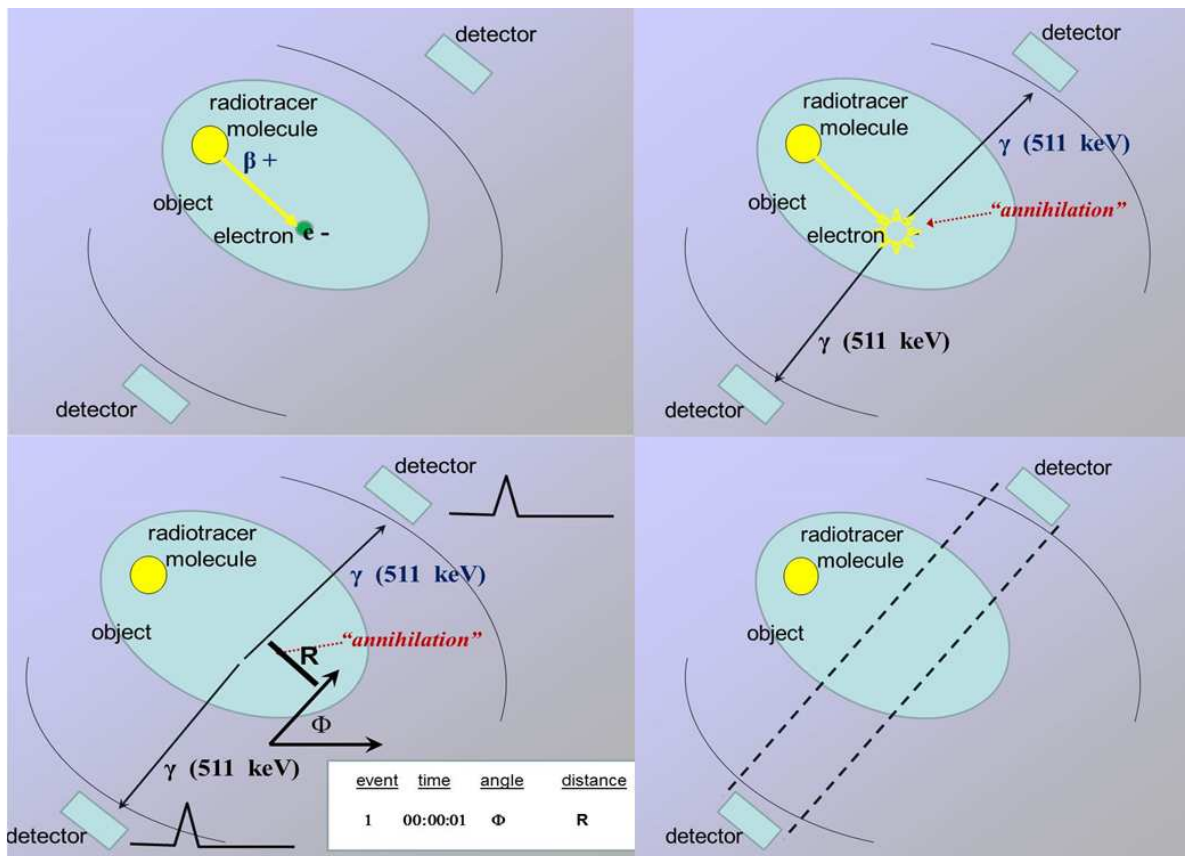 detector
radiotracer
molecule
β +
object
electron e -
detector
detector
radiotracer
molecule
γ (511 keV)
object
“annihilation”
electron
γ (511 keV)
detector
detector
radiotracer
molecule
γ (511 keV)
object
“annihilation”
R
Φ
γ (511 keV)
event time angle distance
1 00:00:01 Φ R
detector
detector
radiotracer
molecule
object
detector